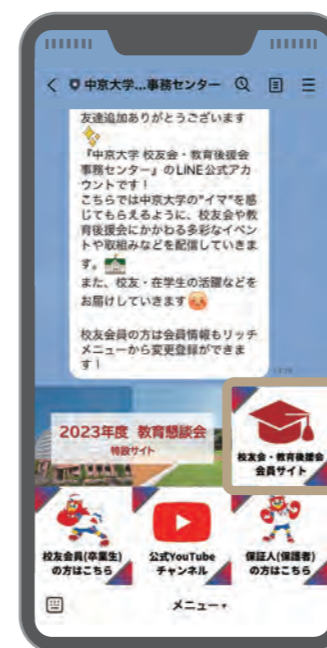 中京大学...事務センター
友達追加ありがとうございます
『中京大学 校友会・教育後援会
事務センター』のLINE公式アカ
ウントです！
こちらでは中京大学の"イマ"を感
じてもらえるように、校友会や教
育後援会にかかわる多彩なイベン
トや取組みなどを配信していきま
す。
また、校友・在学生の活躍などを
お届けしていきます
校友会員の方は会員情報もリッチ
メニューから変更登録ができま
す！
2023年度 教育懇談会
特設サイト
校友会・教育後援会
会員サイト
校友会員(卒業生)
の方はこちら
公式YouTube
チャンネル
保証人(保護者)
の方はこちら
メニュー▾